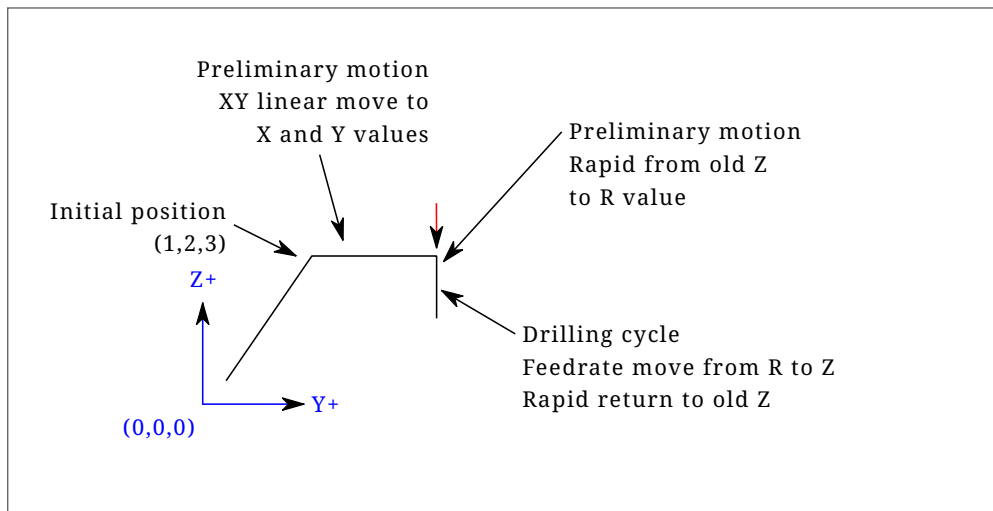 Preliminary motion
XY linear move to
X and Y values
Preliminary motion
Rapid from old Z
to R value
Initial position
(1,2,3)
Z+
Drilling cycle
Feedrate move from R to Z
Rapid return to old Z
Y+
(0,0,0)